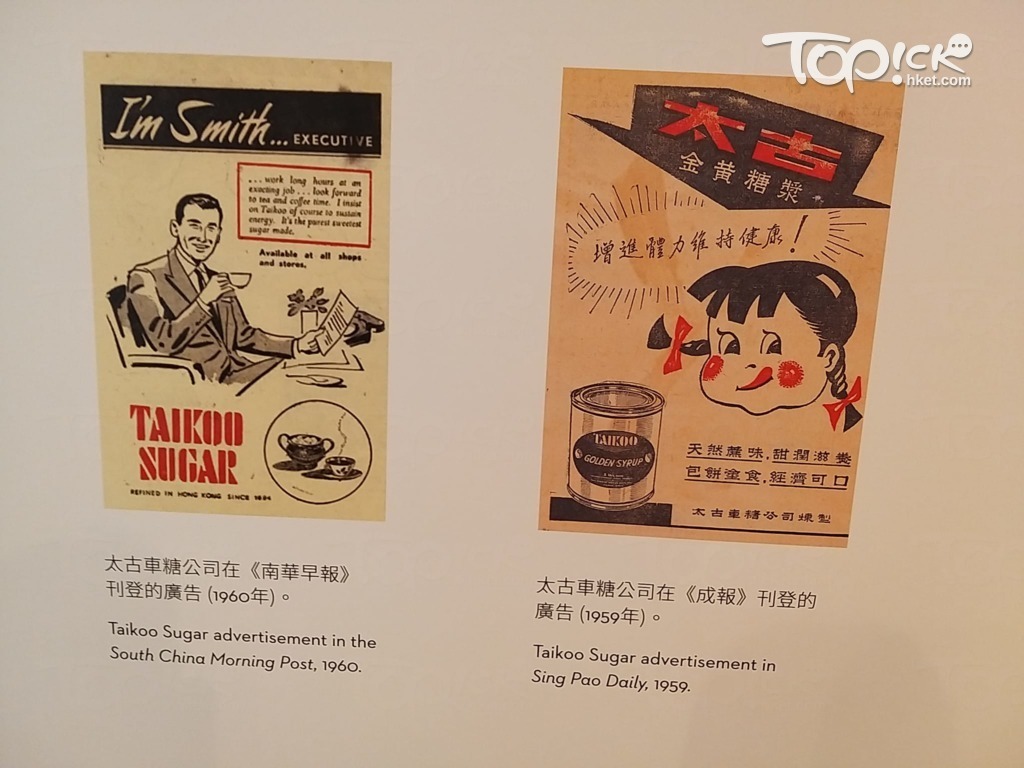 TOPick
hket.com
I'm Smith... EXECUTIVE
...work long hours at an
exacting job...look forward
to tea and coffee time. I insist
on Taikoo of course to sustain
energy. It's the purest sweetest
sugar made.
Available at all shops
and stores.
TAIKOO
SUGAR
REFINED IN HONG KONG SINCE 1884
太古車糖公司在《南華早報》
刊登的廣告 (1960年)。
Taikoo Sugar advertisement in the
South China Morning Post, 1960.
太古
金黃糖漿
增進體力維持健康!
TAIKOO
GOLDEN SYRUP
天然蔗味,甜潤滋養
包餅塗食,經濟可口
太古車糖公司煉製
太古車糖公司在《成報》刊登的
廣告 (1959年)。
Taikoo Sugar advertisement in
Sing Pao Daily, 1959.